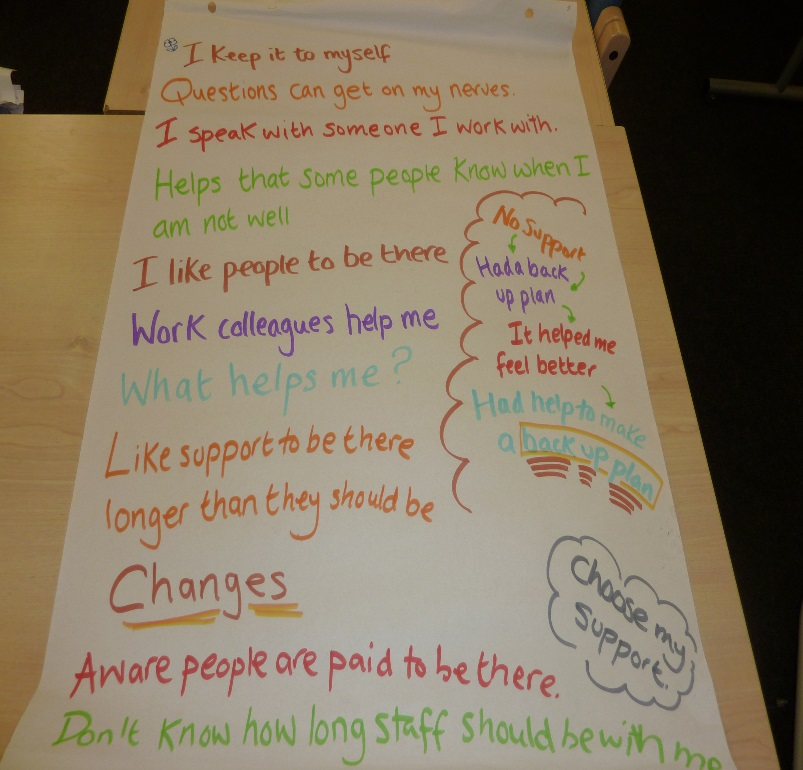 I Keep it to myself
Questions can get on my nerves.
I speak with someone I work with.
Helps that some people know when I
am not well
I like people to be there
Work colleagues help me
What helps me?
Like support to be there
longer than they should be
No support
Had a back
up plan
It helped me
feel better
Had help to make
a back up plan
Changes
Choose my
support.
Aware people are paid to be there.
Don't know how long staff should be with me